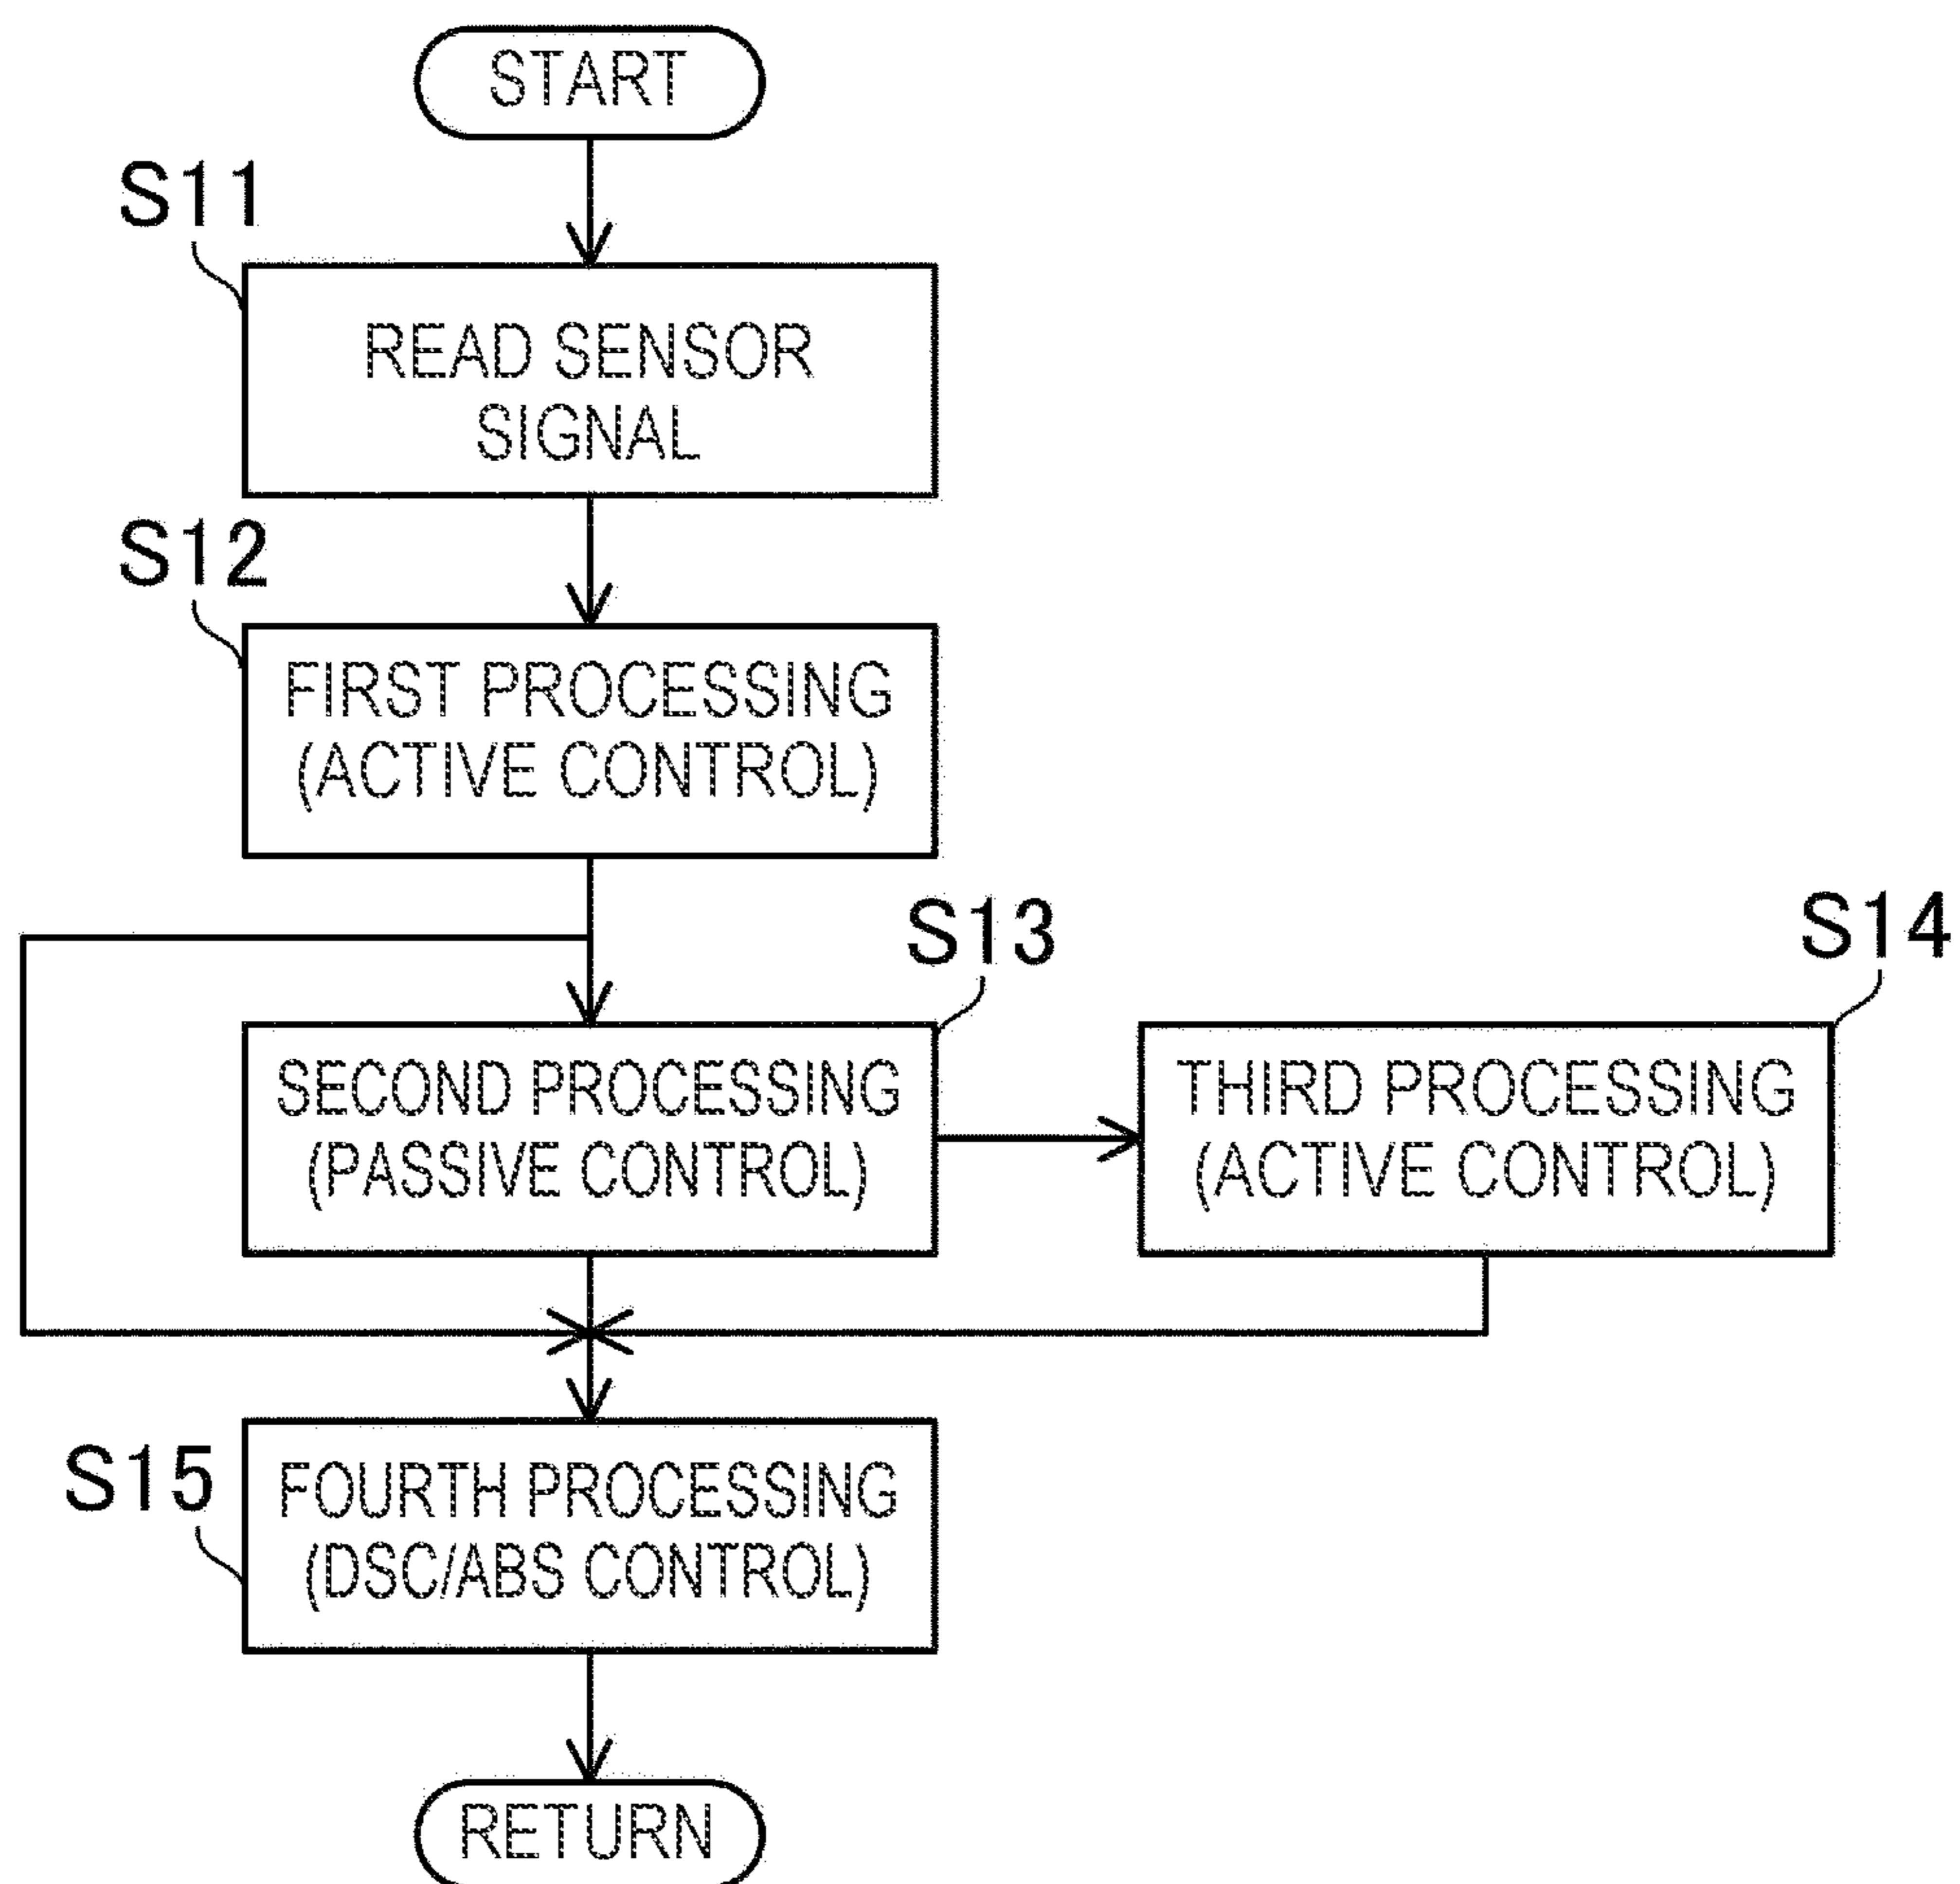 START
S11
READ SENSOR
SIGNAL
S12
FIRST PROCESSING
(ACTIVE CONTROL)
S13
S14
SECOND PROCESSING
(PASSIVE CONTROL)
THIRD PROCESSING
(ACTIVE CONTROL)
S15
FOURTH PROCESSING
(DSC/ABS CONTROL)
RETURN